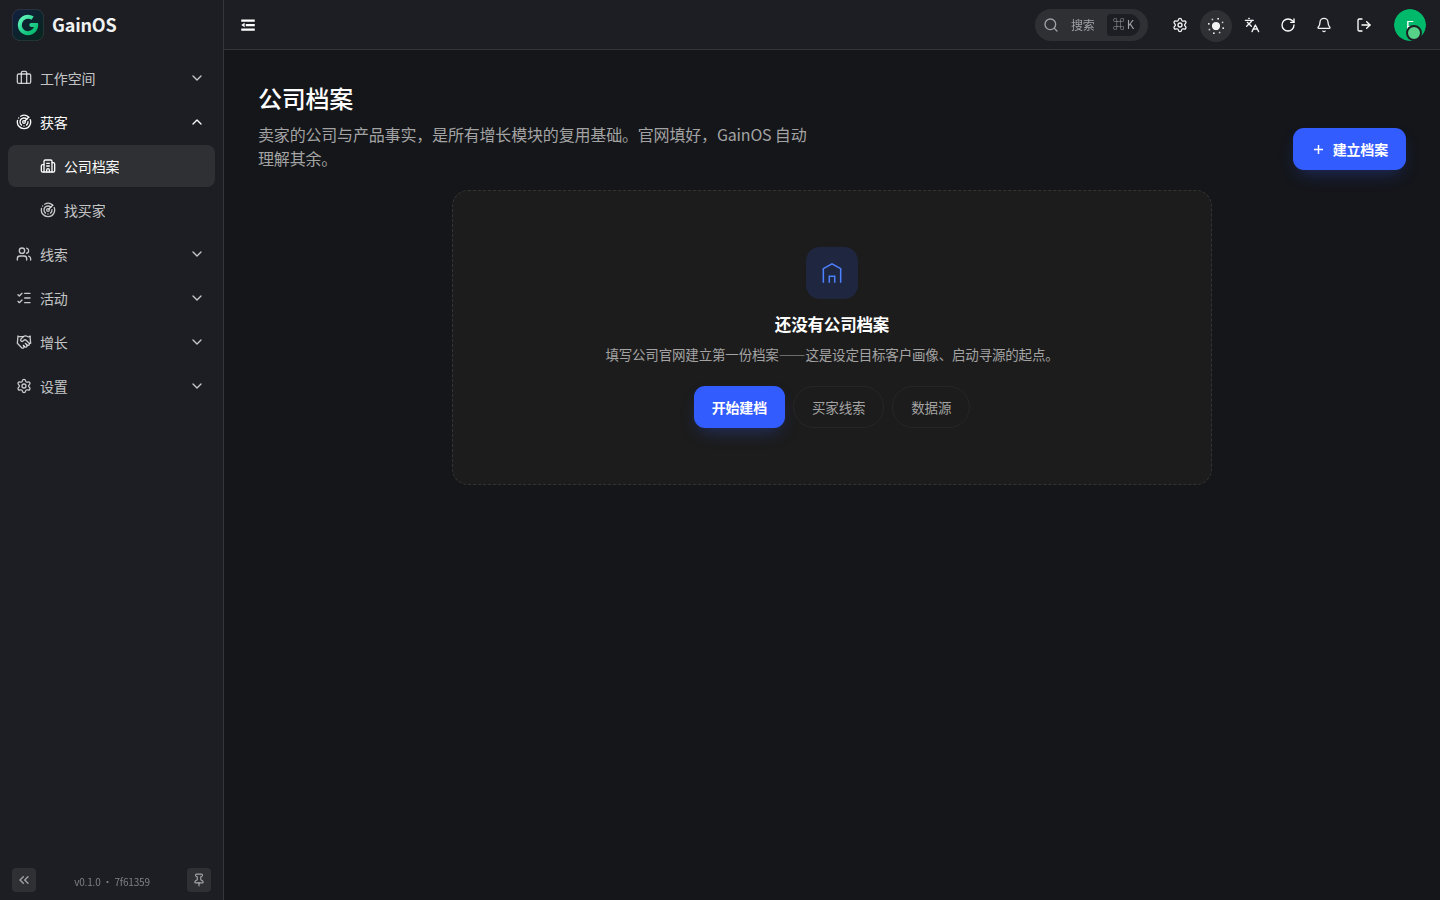 GainOS
搜索
⌘ K
工作空间
获客
公司档案
找买家
线索
活动
增长
设置
v0.1.0 • 7f61359
公司档案
卖家的公司与产品事实，是所有增长模块的复用基础。官网填好，GainOS 自动
理解其余。
+ 建立档案
还没有公司档案
填写公司官网建立第一份档案——这是设定目标客户画像、启动寻源的起点。
开始建档
买家线索
数据源